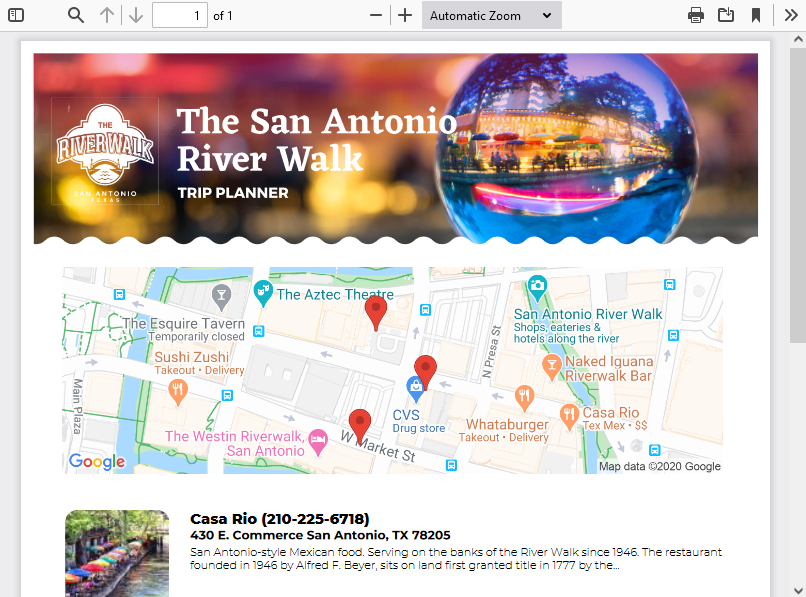 1 of 1 Automatic Zoom
THE
RIVERWALK
SAN ANTONIO
TEXAS
The San Antonio
River Walk
TRIP PLANNER
The Aztec Theatre
The Esquire Tavern
Temporarily closed
San Antonio River Walk
Shops, eateries &
hotels along the river
Sushi Zushi
Takeout • Delivery
N Presa St
Naked Iguana
Riverwalk Bar
Main Plaza
CVS
Drug store
Casa Rio
Tex Mex • $$
Whataburger
Takeout • Delivery
The Westin Riverwalk,
San Antonio
W Market St
Google
Map data ©2020 Google
Casa Rio (210-225-6718)
430 E. Commerce San Antonio, TX 78205
San Antonio-style Mexican food. Serving on the banks of the River Walk since 1946. The restaurant
founded in 1946 by Alfred F. Beyer, sits on land first granted title in 1777 by the...